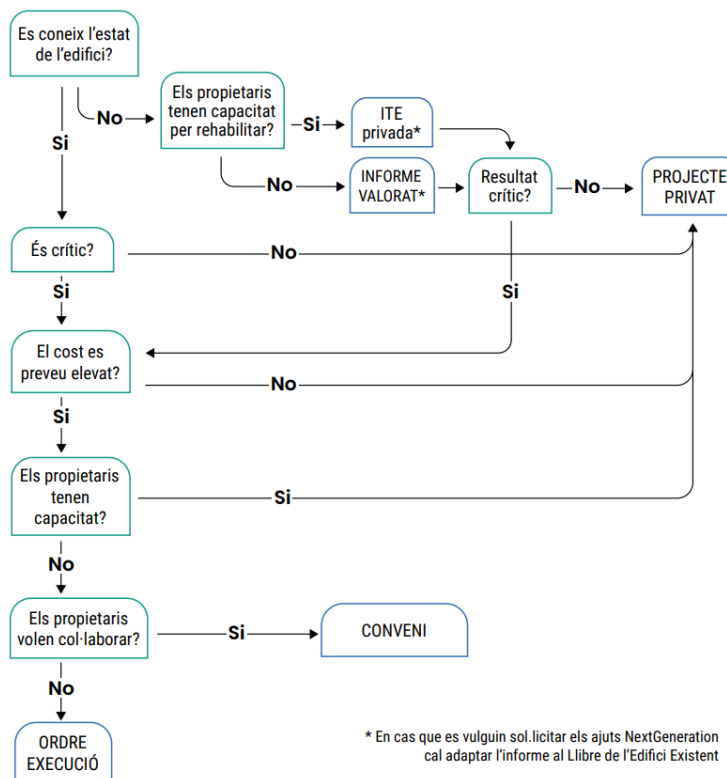 Es coneix l'estat
de l'edifici?
No
Els propietaris
tenen capacitat
per rehabilitar?
Si
ITE
privada*
Si
No
INFORME
VALORAT*
Resultat
crític?
No
PROJECTE
PRIVAT
És crític?
No
Si
Si
El cost es
preveu elevat?
No
Si
Els propietaris
tenen
capacitat?
Si
No
Els propietaris
volen col·laborar?
Si
CONVENI
No
ORDRE
EXECUCIÓ
* En cas que es vulguin sol.licitar els ajuts NextGeneration
cal adaptar l'informe al Llibre de l'Edifici Existent